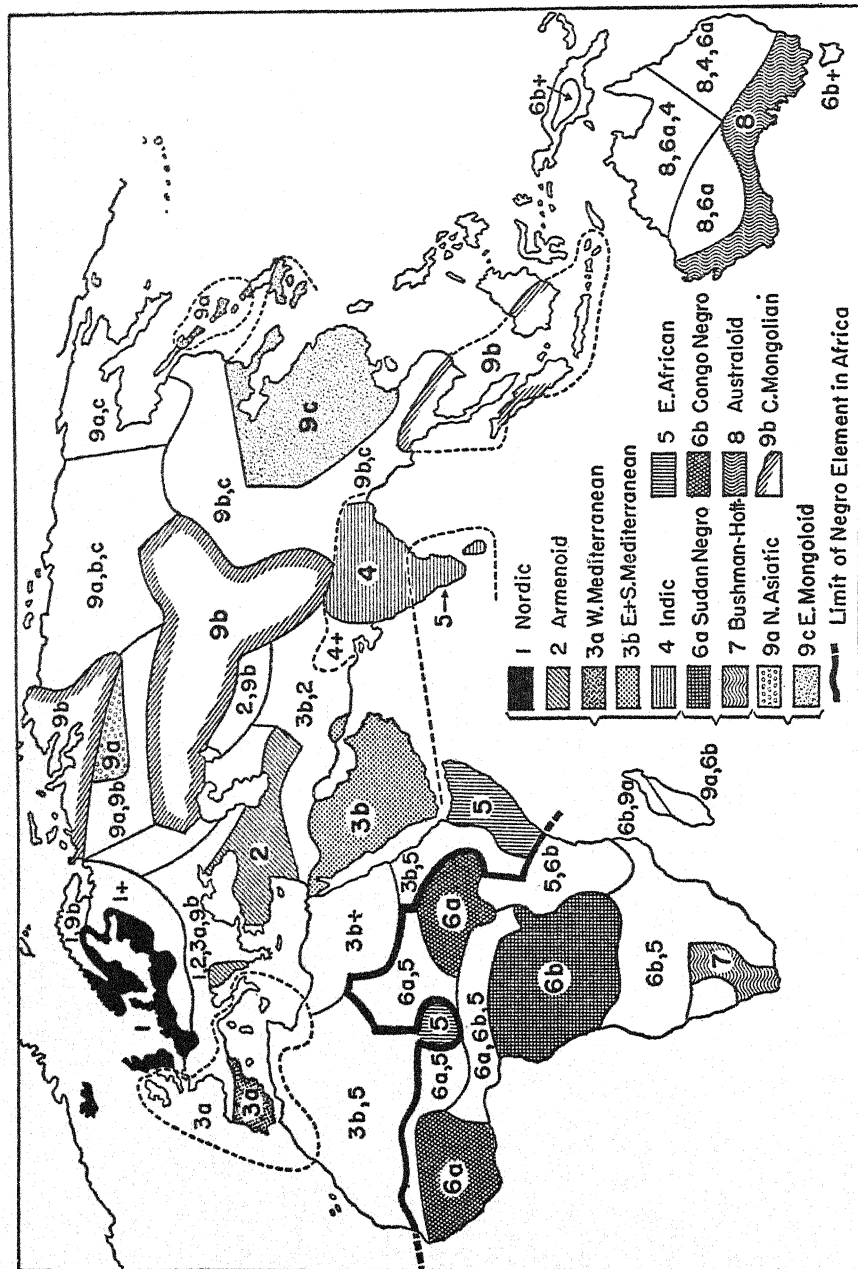 1,9b
9b
9a
9a,9b
1+
1
9a,b,c
9a,c
9a
1,2,3a,9b
9b
2,9b
9b,c
9c
3a
3a
2
3b,2
4+
4
9b,c
9b
5→
3b
3b+
3b,5
3b,5
6a,5
5
6a,5
6a
6a
6a,6b,5
5
5,6b
6b
6b,5
7
6b,9a
9a,6b
6b+
8,6a,4
8,4,6a
8,6a
8
6b+
1 Nordic
2 Armenoid
3a W.Mediterranean
3b E+S.Mediterranean
4 Indic 5 E.African
6a Sudan Negro 6b Congo Negro
7 Bushman-Hott. 8 Australoid
9a N.Asiatic 9b C.Mongolian
9c E.Mongoloid
Limit of Negro Element in Africa